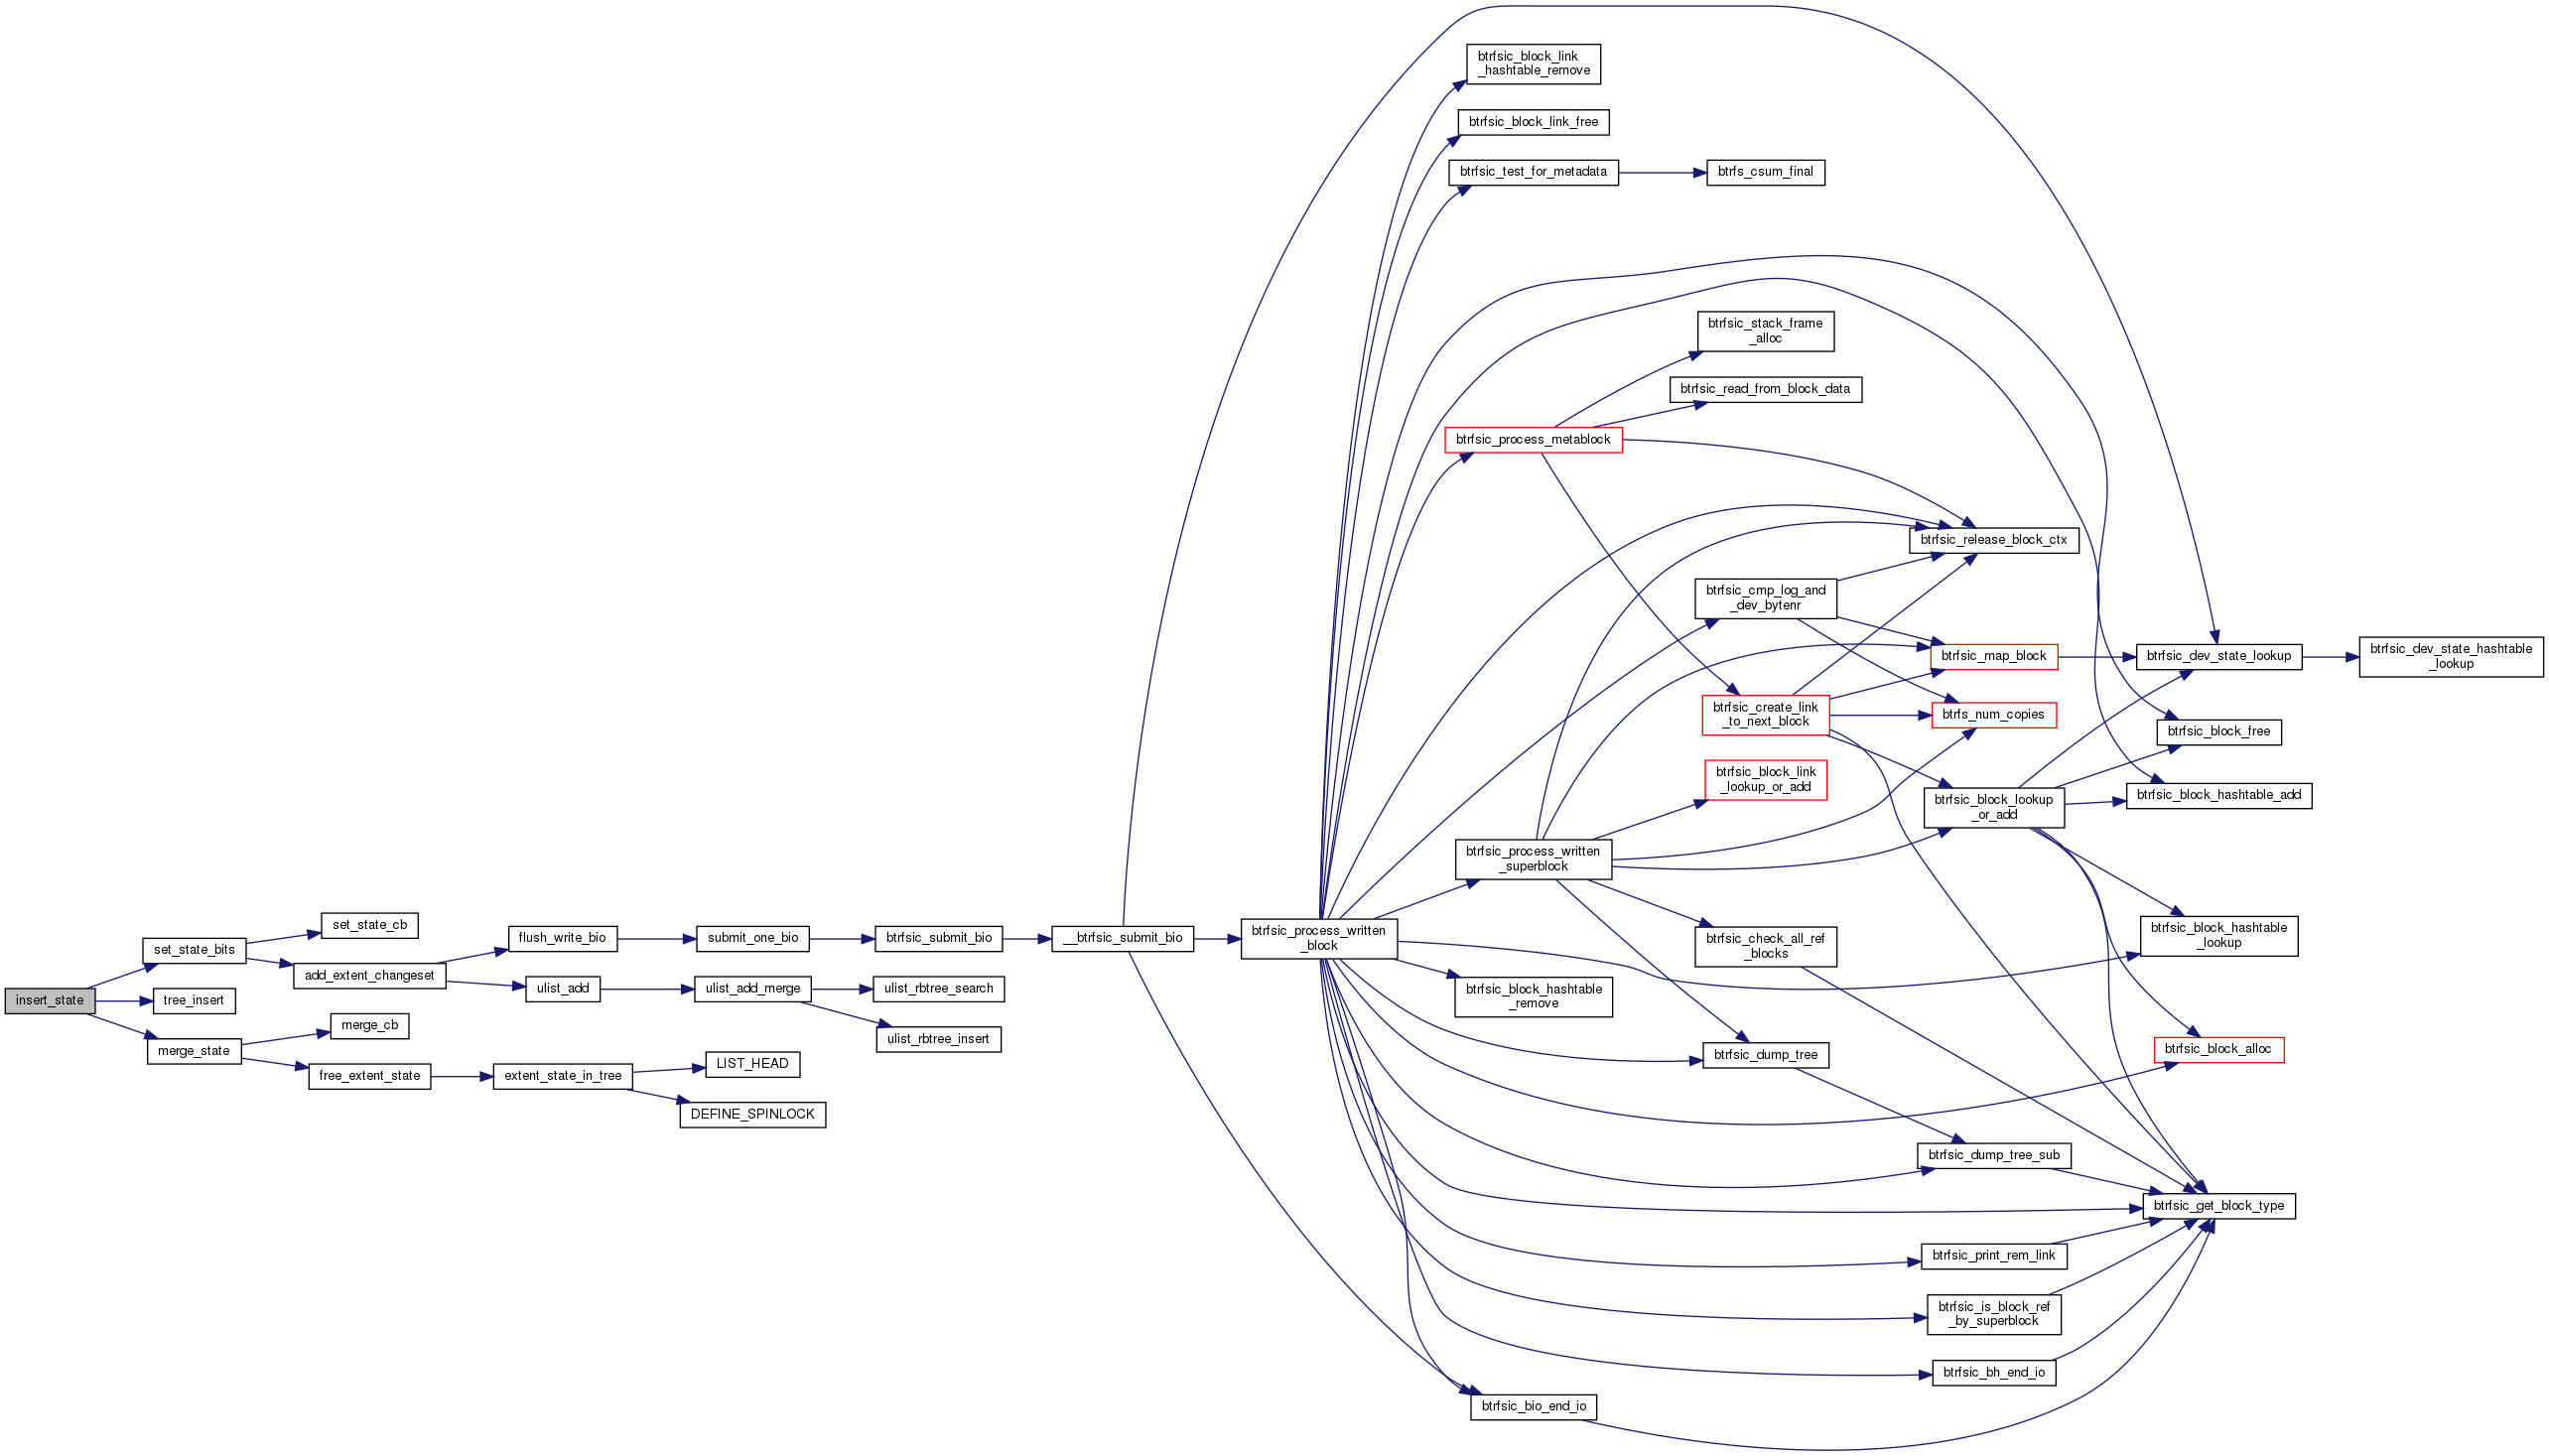 btrfsic_block_link
_hashtable_remove
btrfsic_block_link_free
btrfsic_test_for_metadata
btrfs_csum_final
btrfsic_stack_frame
_alloc
btrfsic_read_from_block_data
btrfsic_process_metablock
btrfsic_release_block_ctx
btrfsic_cmp_log_and
_dev_bytenr
btrfsic_map_block
btrfsic_dev_state_lookup
btrfsic_dev_state_hashtable
_lookup
btrfsic_create_link
_to_next_block
btrfs_num_copies
btrfsic_block_free
btrfsic_block_link
_lookup_or_add
btrfsic_block_lookup
_or_add
btrfsic_block_hashtable_add
btrfsic_process_written
_superblock
set_state_cb
flush_write_bio
submit_one_bio
btrfsic_submit_bio
__btrfsic_submit_bio
btrfsic_process_written
_block
btrfsic_check_all_ref
_blocks
btrfsic_block_hashtable
_lookup
set_state_bits
add_extent_changeset
ulist_add
ulist_add_merge
ulist_rbtree_search
btrfsic_block_hashtable
_remove
insert_state
tree_insert
merge_cb
ulist_rbtree_insert
merge_state
btrfsic_dump_tree
btrfsic_block_alloc
free_extent_state
extent_state_in_tree
LIST_HEAD
DEFINE_SPINLOCK
btrfsic_dump_tree_sub
btrfsic_get_block_type
btrfsic_print_rem_link
btrfsic_is_block_ref
_by_superblock
btrfsic_bh_end_io
btrfsic_bio_end_io